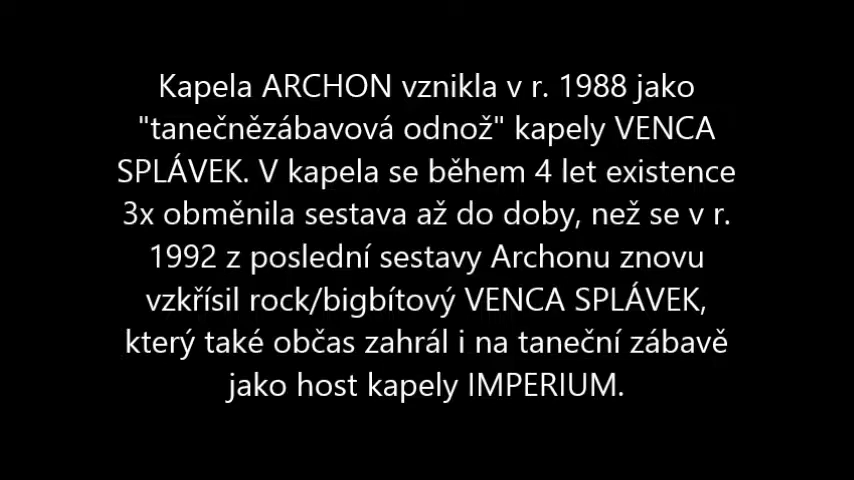 Kapela ARCHON vznikla v r. 1988 jako
"tanečnězábavová odnož" kapely VENCA
SPLÁVEK. V kapela se během 4 let existence
3x obměnila sestava až do doby, než se v r.
1992 z poslední sestavy Archonu znovu
vzkřísil rock/bigbítový VENCA SPLÁVEK,
který také občas zahrál i na taneční zábavě
jako host kapely IMPERIUM.